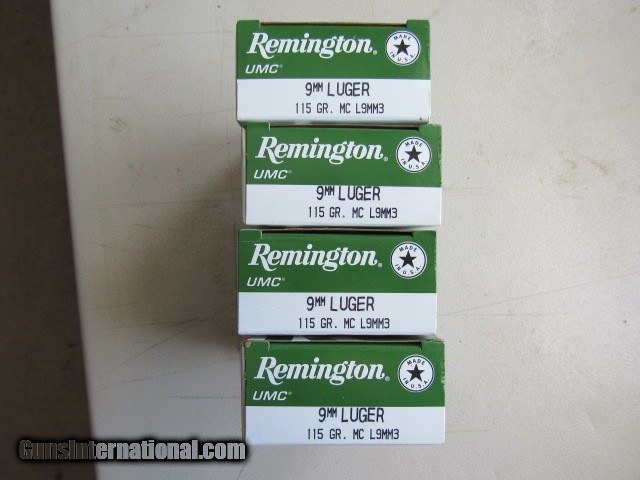 Remington®
UMC®
MADE IN U.S.A.
9MM LUGER
115 GR. MC L9MM3
Remington®
UMC®
MADE IN U.S.A.
9MM LUGER
115 GR. MC L9MM3
Remington®
UMC®
MADE IN U.S.A.
9MM LUGER
115 GR. MC L9MM3
Remington®
UMC®
MADE IN U.S.A.
9MM LUGER
115 GR. MC L9MM3
GunsInternational.com